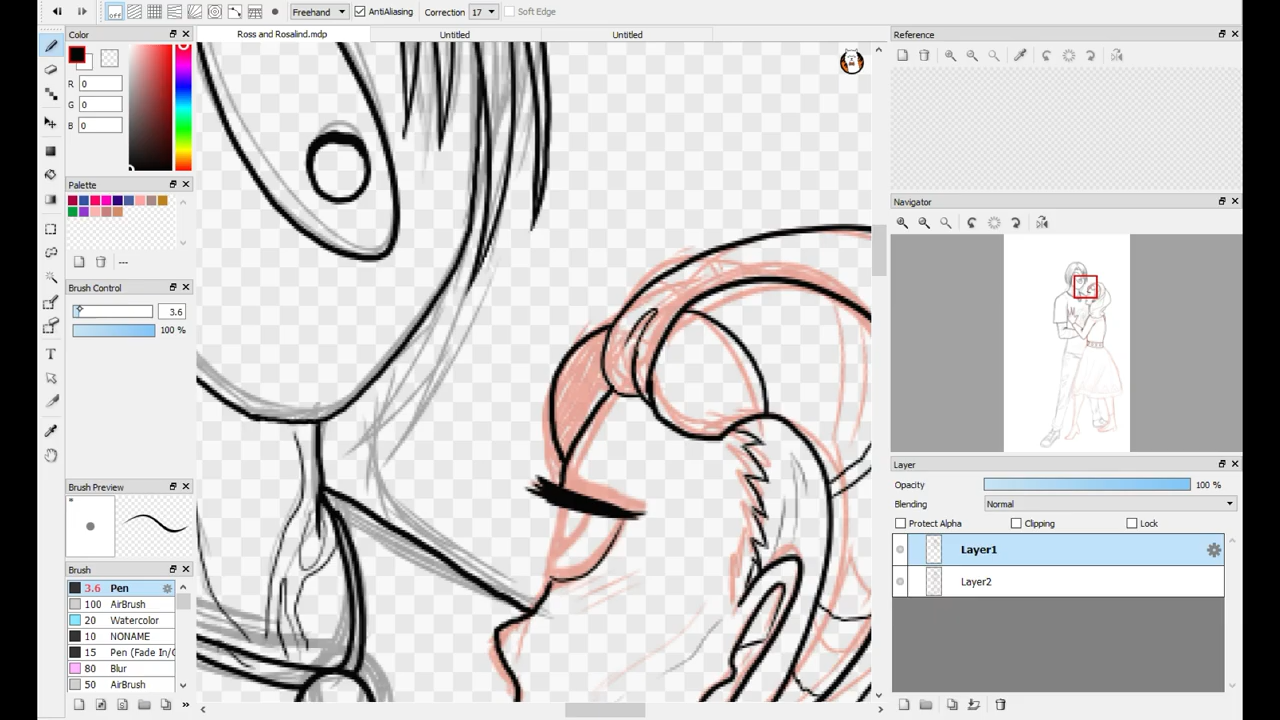 off
Freehand
AntiAliasing
Correction
17
Soft Edge
Color
Ross and Rosalind.mdp
Untitled
Untitled
Reference
R
0
G
0
B
0
Palette
---
Brush Control
3.6
100 %
Navigator
Brush Preview
Layer
Opacity
100 %
Blending
Normal
Protect Alpha
Clipping
Lock
Layer1
Layer2
Brush
3.6 Pen
100 AirBrush
20 Watercolor
10 NONAME
15 Pen (Fade In/
80 Blur
50 AirBrush
»